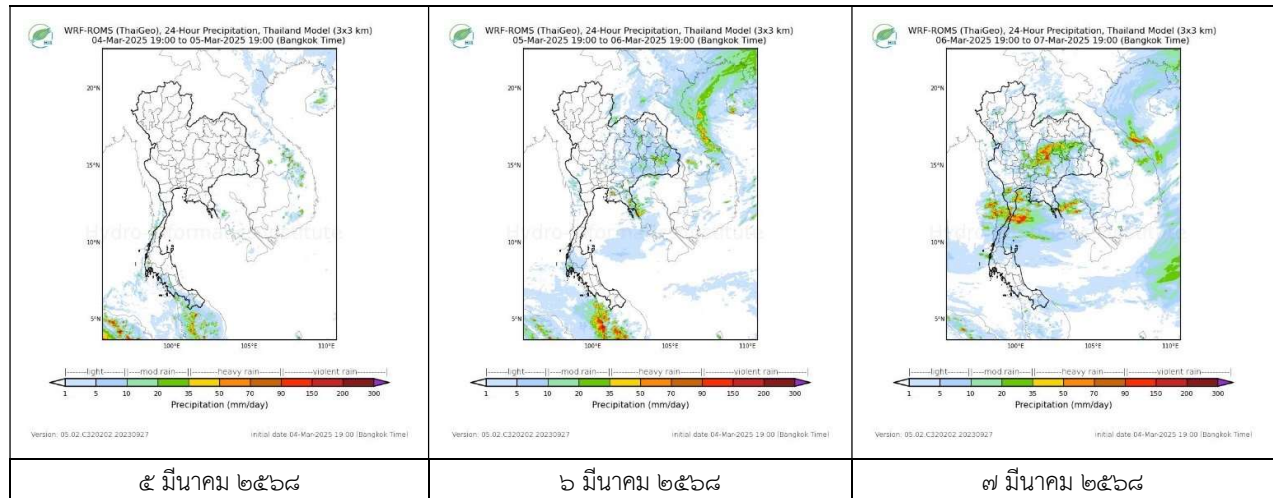 WRF-ROMS (ThaiGeo), 24-Hour Precipitation, Thailand Model (3x3 km)
04-Mar-2025 19:00 to 05-Mar-2025 19:00 (Bangkok Time)
20°N
15°N
10°N
5°N
100°E 105°E 110°E
Hydro Informatics Institute
|--------light--------||----mod rain----||--------heavy rain--------||--------violent rain--------|
1 5 10 20 35 50 70 90 150 200 300
Precipitation (mm/day)
Version: 05.02.C320202.20230927 initial date 04-Mar-2025 19:00 (Bangkok Time)
๕ มีนาคม ๒๕๖๘
WRF-ROMS (ThaiGeo), 24-Hour Precipitation, Thailand Model (3x3 km)
05-Mar-2025 19:00 to 06-Mar-2025 19:00 (Bangkok Time)
20°N
15°N
10°N
5°N
100°E 105°E 110°E
Hydro Informatics Institute
|--------light--------||----mod rain----||--------heavy rain--------||--------violent rain--------|
1 5 10 20 35 50 70 90 150 200 300
Precipitation (mm/day)
Version: 05.02.C320202.20230927 initial date 04-Mar-2025 19:00 (Bangkok Time)
๖ มีนาคม ๒๕๖๘
WRF-ROMS (ThaiGeo), 24-Hour Precipitation, Thailand Model (3x3 km)
06-Mar-2025 19:00 to 07-Mar-2025 19:00 (Bangkok Time)
20°N
15°N
10°N
5°N
100°E 105°E 110°E
Hydro Informatics Institute
|--------light--------||----mod rain----||--------heavy rain--------||--------violent rain--------|
1 5 10 20 35 50 70 90 150 200 300
Precipitation (mm/day)
Version: 05.02.C320202.20230927 initial date 04-Mar-2025 19:00 (Bangkok Time)
๗ มีนาคม ๒๕๖๘